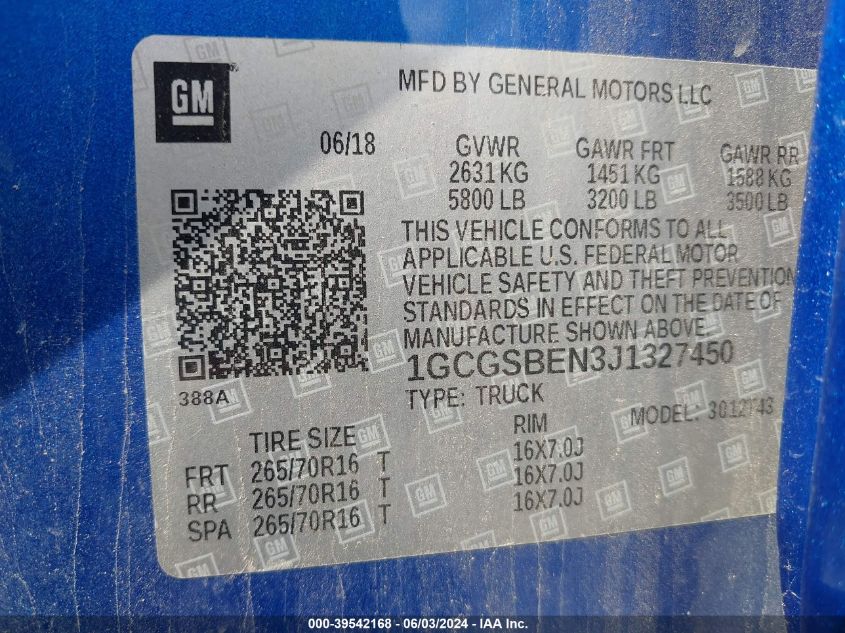 GM
MFD BY GENERAL MOTORS LLC
06/18
GVWR GAWR FRT GAWR RR
2631 KG 1451 KG 1588 KG
5800 LB 3200 LB 3500 LB
THIS VEHICLE CONFORMS TO ALL
APPLICABLE U.S. FEDERAL MOTOR
VEHICLE SAFETY AND THEFT PREVENTION
STANDARDS IN EFFECT ON THE DATE OF
MANUFACTURE SHOWN ABOVE.
1GCGSBEN3J1327450
388A
TYPE: TRUCK
MODEL:
TIRE SIZE RIM
FRT 265/70R16 T 16X7.0J
RR 265/70R16 T 16X7.0J
SPA 265/70R16 T 16X7.0J
000-39542168 - 06/03/2024 - IAA Inc.